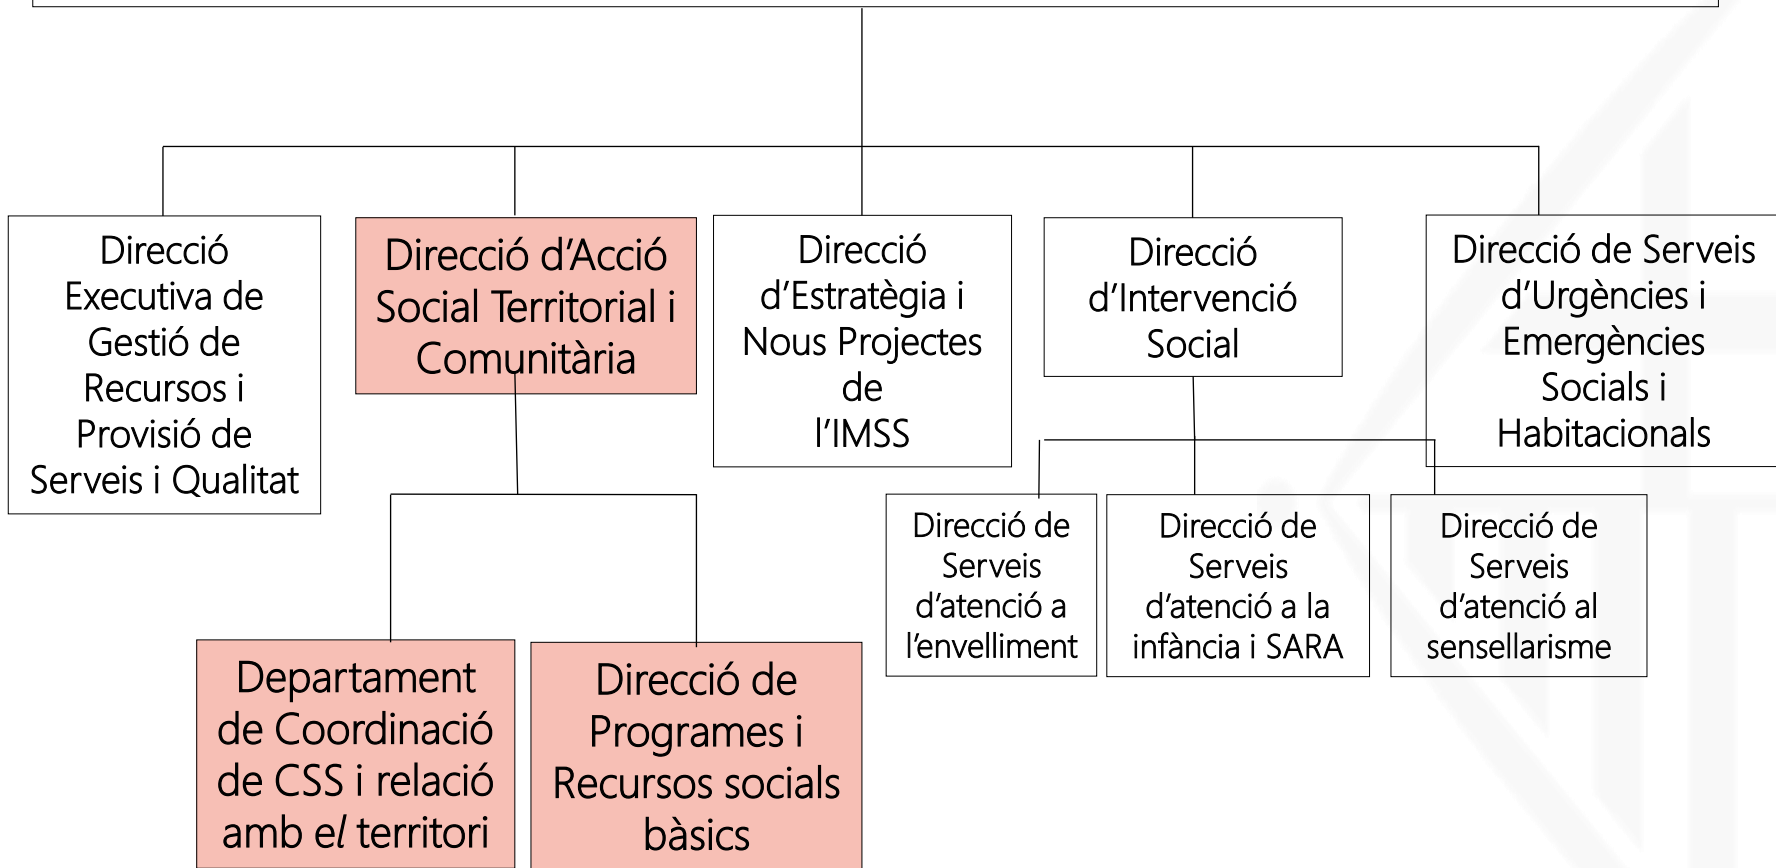 Direcció
Executiva de
Gestió de
Recursos i
Provisió de
Serveis i Qualitat
Direcció d’Acció
Social Territorial i
Comunitària
Direcció
d’Estratègia i
Nous Projectes
de
l’IMSS
Direcció
d’Intervenció
Social
Direcció de Serveis
d’Urgències i
Emergències
Socials i
Habitacionals
Departament
de Coordinació
de CSS i relació
amb el territori
Direcció de
Programes i
Recursos socials
bàsics
Direcció de
Serveis
d’atenció a
l’envelliment
Direcció de
Serveis
d’atenció a la
infància i SARA
Direcció de
Serveis
d’atenció al
sensellarisme